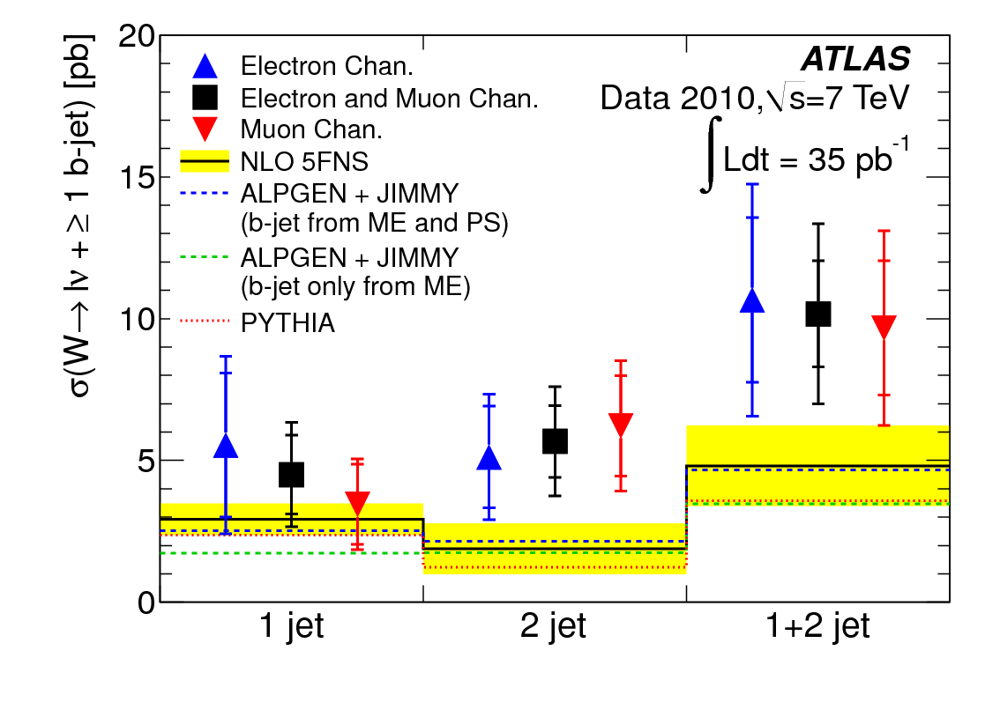 σ(W→ lν + ≥ 1 b-jet) [pb]
20
15
10
5
0
Electron Chan.
Electron and Muon Chan.
Muon Chan.
NLO 5FNS
ALPGEN + JIMMY
(b-jet from ME and PS)
ALPGEN + JIMMY
(b-jet only from ME)
PYTHIA
ATLAS
Data 2010,√s=7 TeV
∫Ldt = 35 pb⁻¹
1 jet
2 jet
1+2 jet